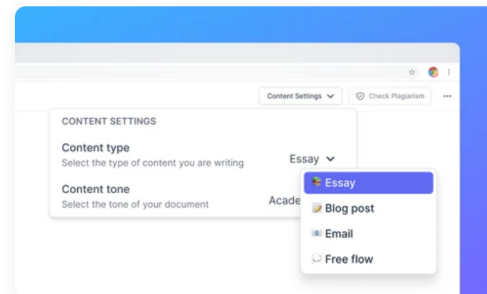 Content Settings
Check Plagiarism
CONTENT SETTINGS
Content type
Select the type of content you are writing
Essay
Content tone
Select the tone of your document
Acade
Essay
Blog post
Email
Free flow